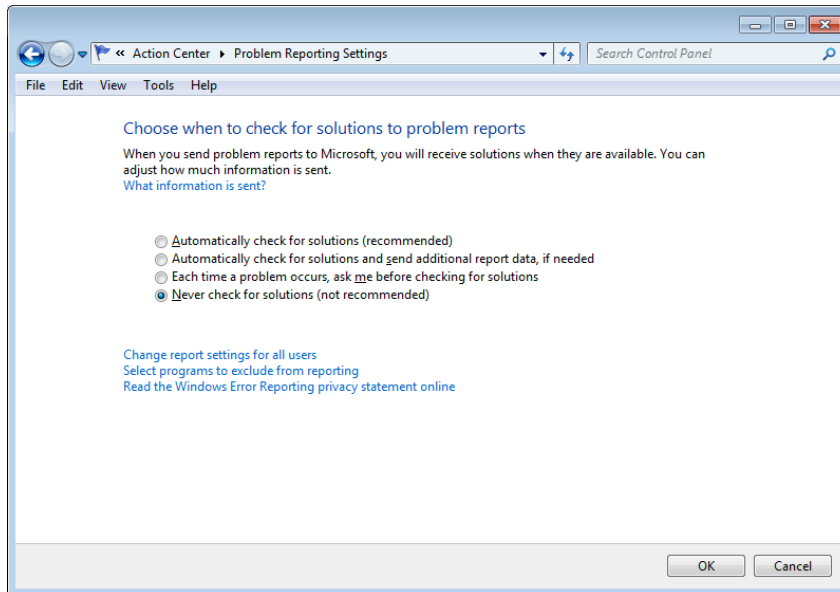 « Action Center ▸ Problem Reporting Settings
Search Control Panel
File Edit View Tools Help
Choose when to check for solutions to problem reports
When you send problem reports to Microsoft, you will receive solutions when they are available. You can
adjust how much information is sent.
What information is sent?
Automatically check for solutions (recommended)
Automatically check for solutions and send additional report data, if needed
Each time a problem occurs, ask me before checking for solutions
Never check for solutions (not recommended)
Change report settings for all users
Select programs to exclude from reporting
Read the Windows Error Reporting privacy statement online
OK Cancel